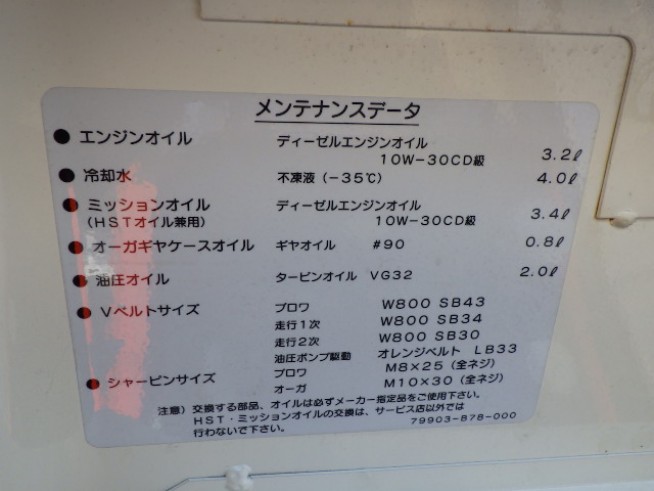 メンテナンスデータ
● エンジンオイル ディーゼルエンジンオイル
10W-30CD級 3.2ℓ
● 冷却水 不凍液 (-35℃) 4.0ℓ
● ミッションオイル ディーゼルエンジンオイル
(HSTオイル兼用) 10W-30CD級 3.4ℓ
● オーガギヤケースオイル ギヤオイル #90 0.8ℓ
● 油圧オイル タービンオイル VG32 2.0ℓ
● Vベルトサイズ ブロワ W800 SB43
走行1次 W800 SB34
走行2次 W800 SB30
油圧ポンプ駆動 オレンジベルト LB33
● シャーピンサイズ ブロワ M8×25 (全ネジ)
オーガ M10×30 (全ネジ)
注意) 交換する部品、オイルは必ずメーカー指定品をご使用下さい。
HST・ミッションオイルの交換は、サービス店以外では
行わないで下さい。 79903-878-000